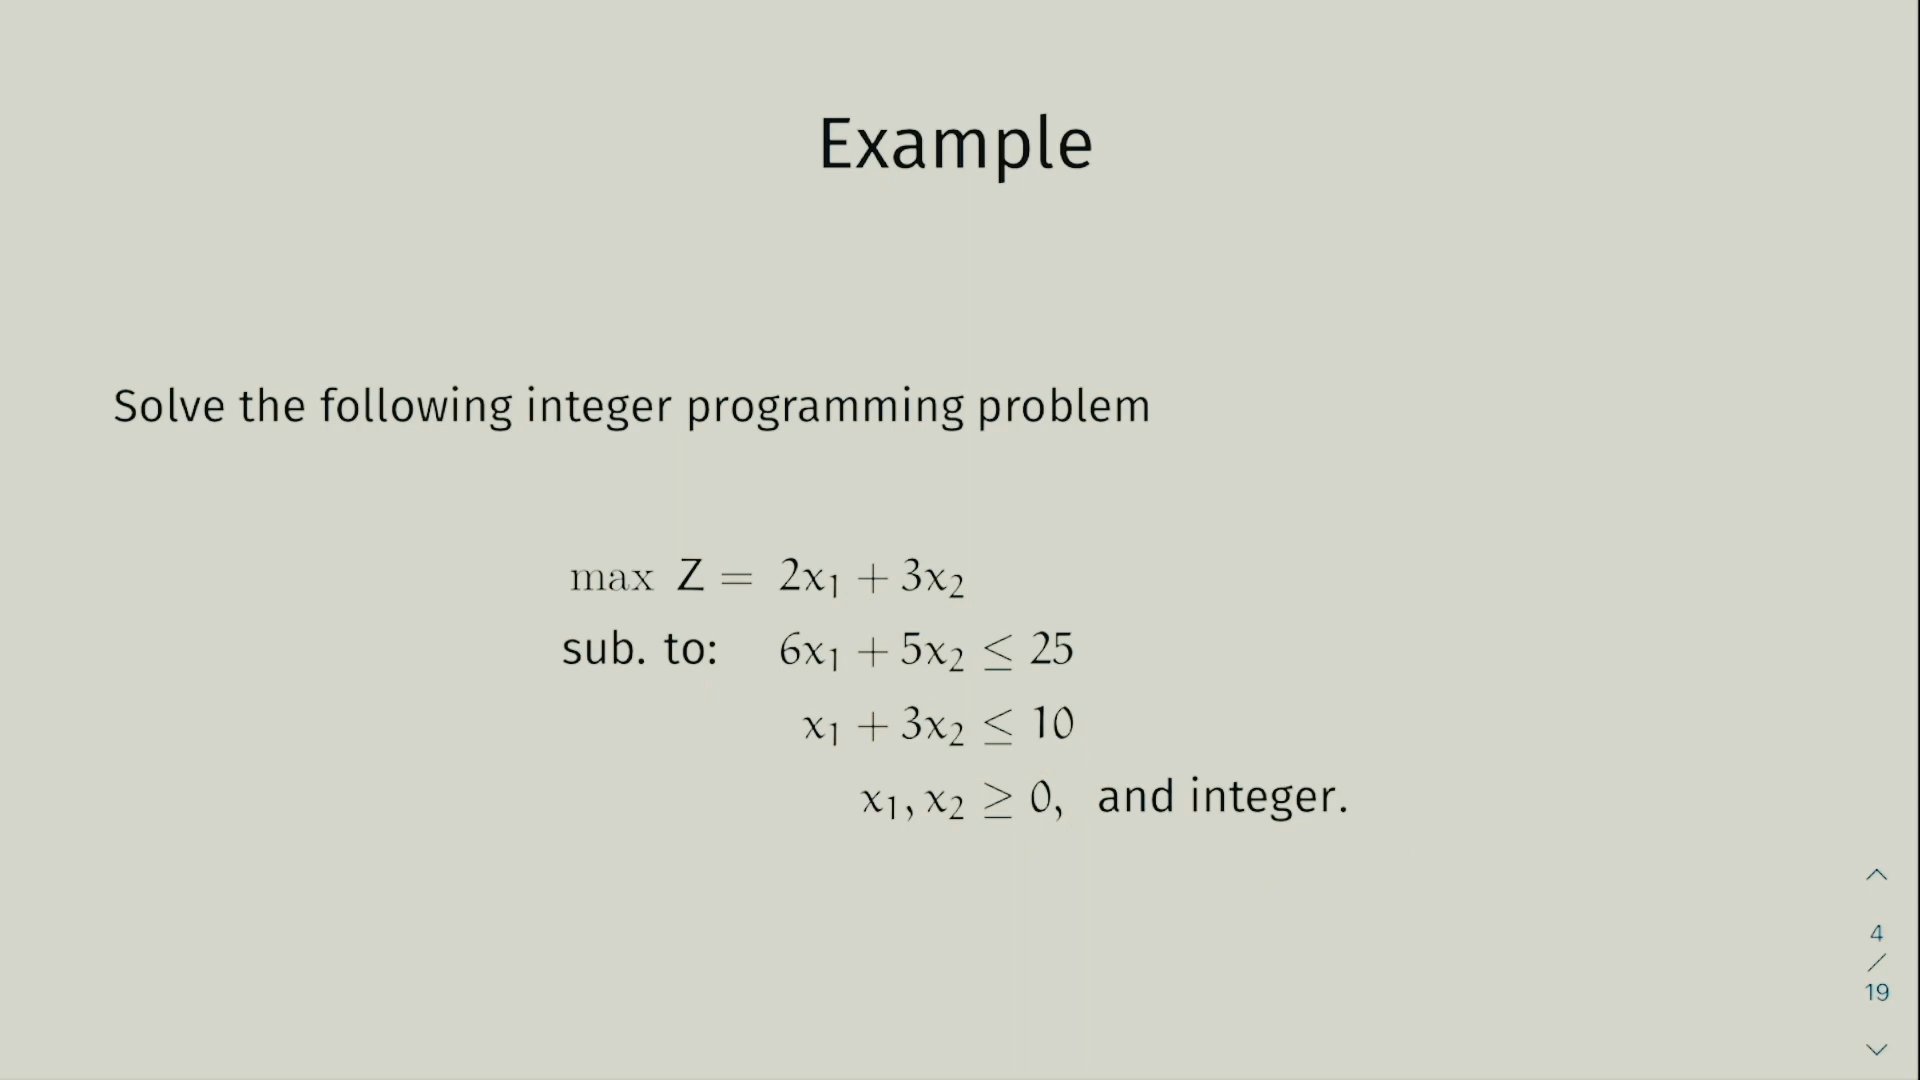 Example
Solve the following integer programming problem
max Z = 2x₁ + 3x₂
sub. to: 6x₁ + 5x₂ ≤ 25
x₁ + 3x₂ ≤ 10
x₁, x₂ ≥ 0, and integer.
4
/
19